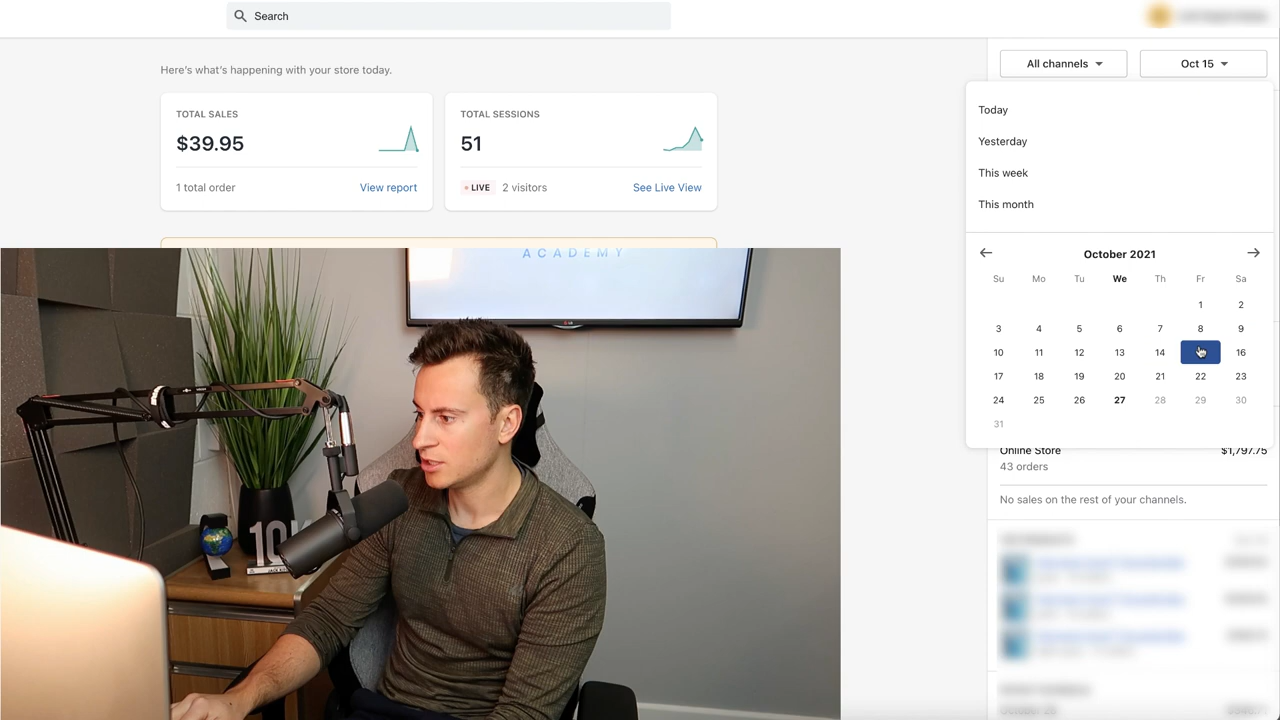 Search
All channels
Oct 15
Here's what's happening with your store today.
TOTAL SALES
$39.95
1 total order
View report
TOTAL SESSIONS
51
LIVE
2 visitors
See Live View
Today
Yesterday
This week
This month
October 2021
Su Mo Tu We Th Fr Sa
1 2
3 4 5 6 7 8 9
10 11 12 13 14 16
17 18 19 20 21 22 23
24 25 26 27 28 29 30
31
Online Store $1,797.75
43 orders
No sales on the rest of your channels.
ACADEMY
LG